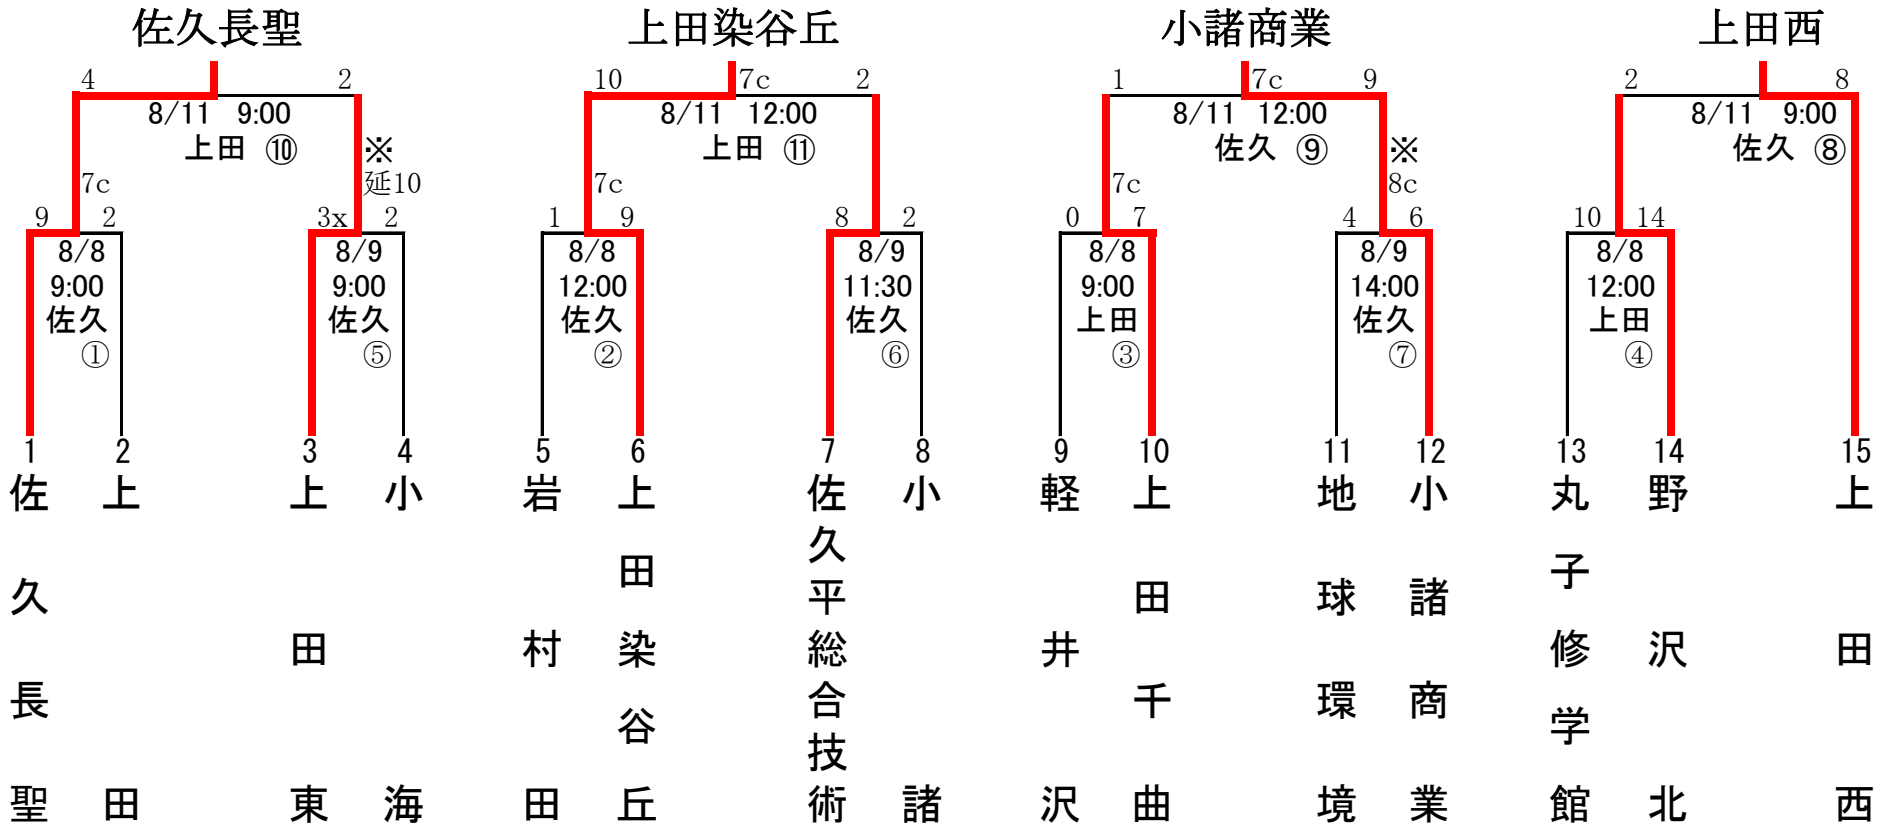 佐久長聖 上田染谷丘 小諸商業 上田西
4 2 10 7c 2 1 7c 9 2 8
8/11 9:00 8/11 12:00 8/11 12:00 8/11 9:00
上田 ⑩ 上田 ⑪ 佐久 ⑨ 佐久 ⑧
※ ※
7c 延10 7c 7c 8c
9 2 3x 2 1 9 8 2 0 7 4 6 10 14
8/8 8/9 8/8 8/9 8/8 8/9 8/8
9:00 9:00 12:00 11:30 9:00 14:00 12:00
佐久 佐久 佐久 佐久 上田 佐久 上田
① ⑤ ② ⑥ ③ ⑦ ④
1 2 3 4 5 6 7 8 9 10 11 12 13 14 15
佐久長聖
上田
上田東
小海
岩村田
上田染谷丘
佐久平総合技術
小諸
軽井沢
上田千曲
地球環境
小諸商業
丸子修学館
野沢北
上田西